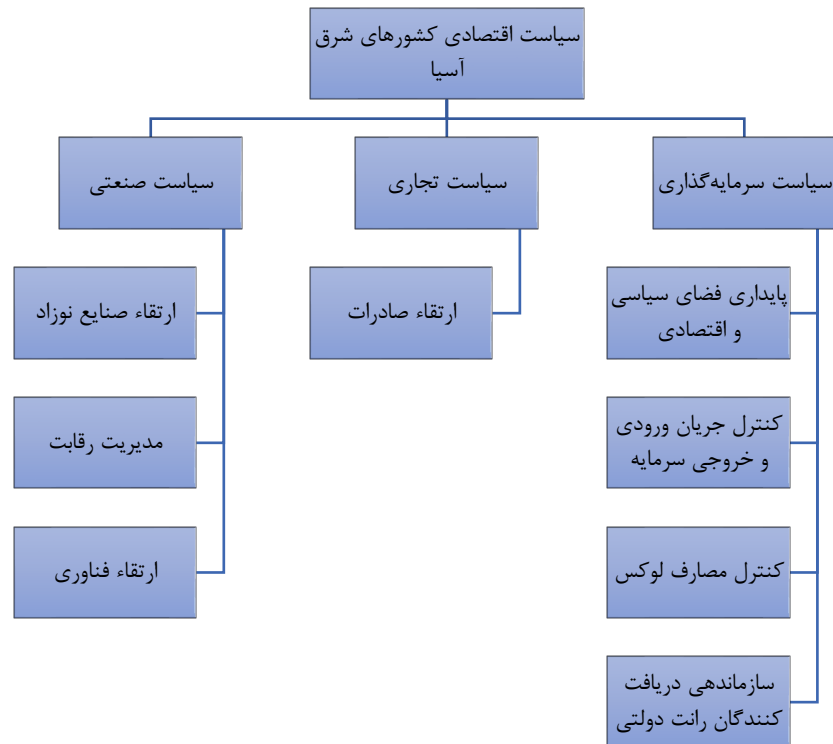 سیاست اقتصادی کشورهای شرق
آسیا
سیاست سرمایه‌گذاری
سیاست تجاری
سیاست صنعتی
پایداری فضای سیاسی
و اقتصادی
کنترل جریان ورودی
و خروجی سرمایه
کنترل مصارف لوکس
سازماندهی دریافت
کنندگان رانت دولتی
ارتقاء صادرات
ارتقاء صنایع نوزاد
مدیریت رقابت
ارتقاء فناوری